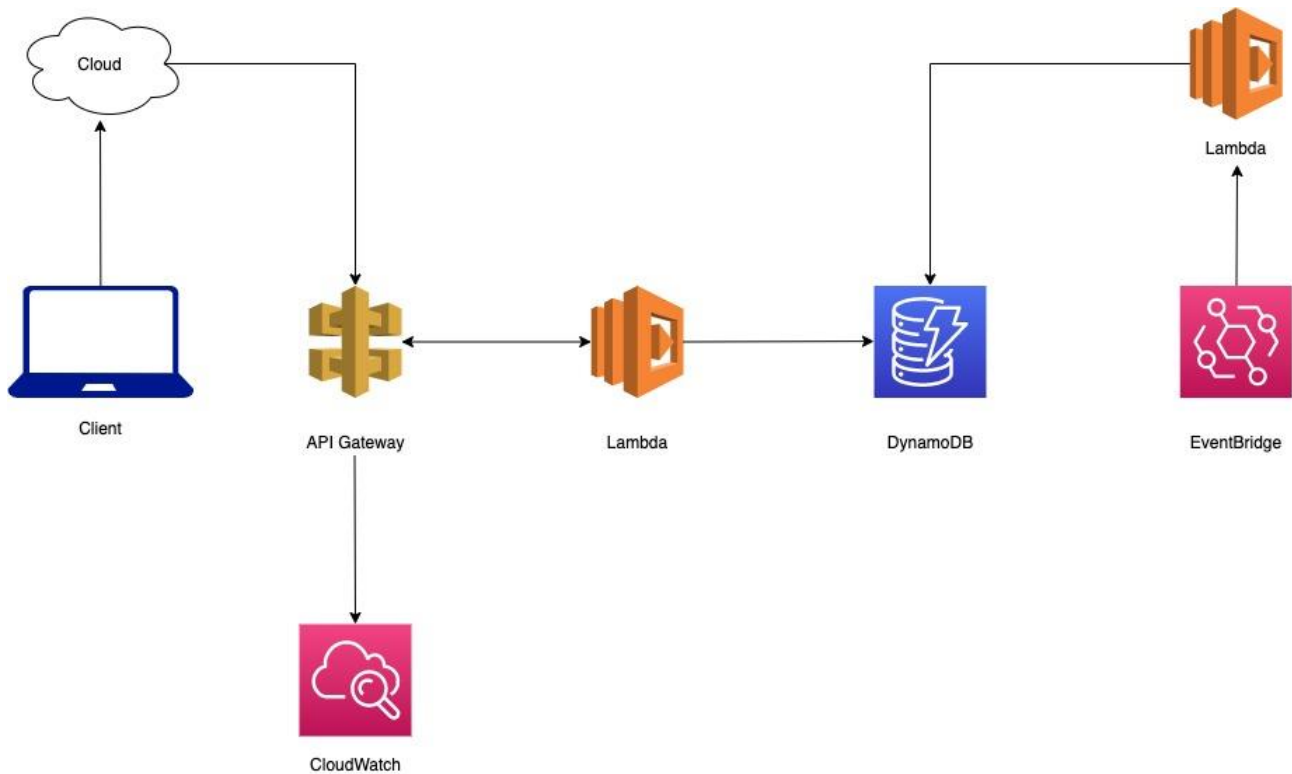 Cloud
Lambda
Client
API Gateway
Lambda
DynamoDB
EventBridge
CloudWatch